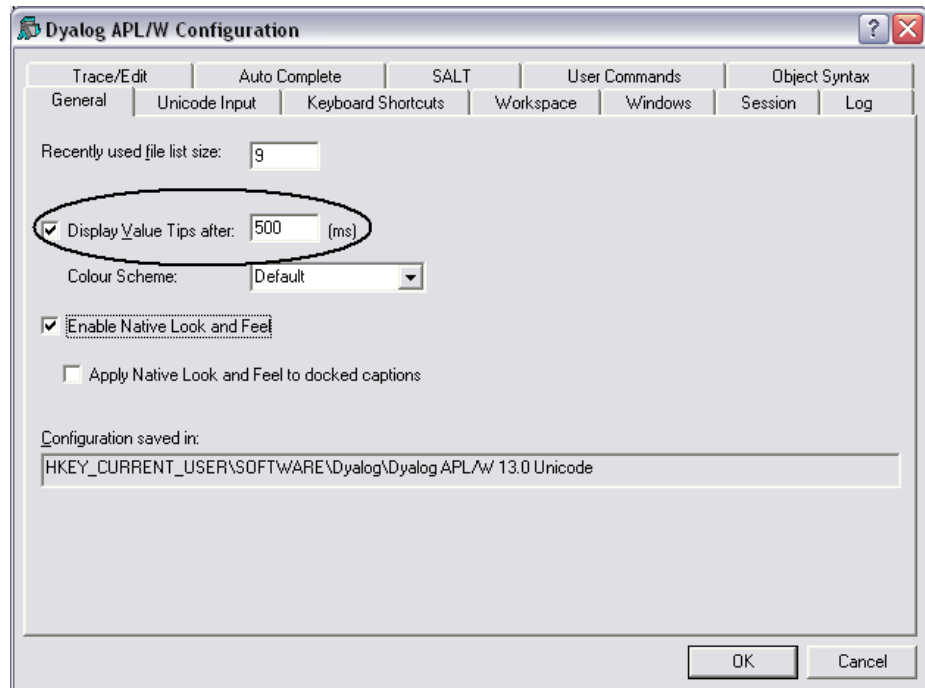 Dyalog APL/W Configuration
Trace/Edit Auto Complete SALT User Commands Object Syntax
General Unicode Input Keyboard Shortcuts Workspace Windows Session Log
Recently used file list size: 9
Display Value Tips after: 500 (ms)
Colour Scheme: Default
Enable Native Look and Feel
Apply Native Look and Feel to docked captions
Configuration saved in:
HKEY_CURRENT_USER\SOFTWARE\Dyalog\Dyalog APL/W 13.0 Unicode
OK Cancel